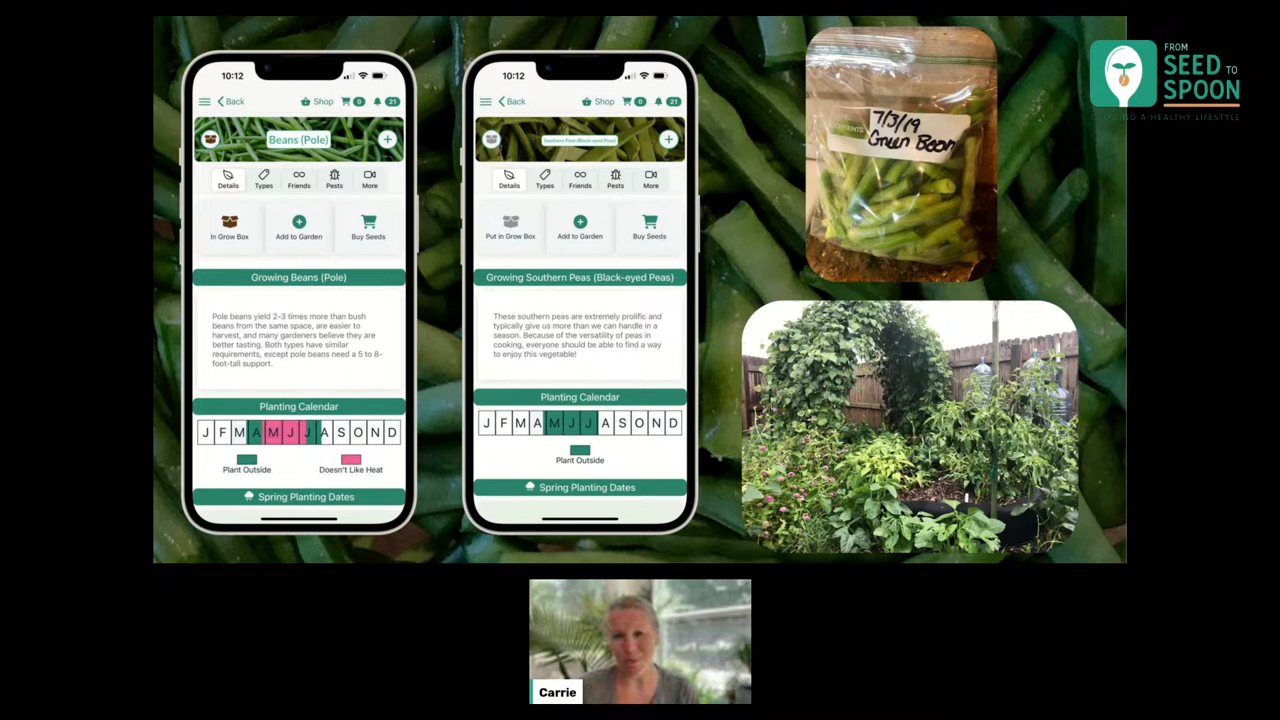 10:12
Back
Shop
0
21
Beans (Pole)
Details
Types
Friends
Pests
More
In Grow Box
Add to Garden
Buy Seeds
Growing Beans (Pole)
Pole beans yield 2-3 times more than bush
beans from the same space, are easier to
harvest, and many gardeners believe they are
better tasting. Both types have similar
requirements, except pole beans need a 5 to 8-
foot-tall support.
Planting Calendar
J F M A M J J A S O N D
Plant Outside
Doesn't Like Heat
Spring Planting Dates
10:12
Back
Shop
0
21
Southern Peas (Black-eyed Peas)
Details
Types
Friends
Pests
More
Put in Grow Box
Add to Garden
Buy Seeds
Growing Southern Peas (Black-eyed Peas)
These southern peas are extremely prolific and
typically give us more than we can handle in a
season. Because of the versatility of peas in
cooking, everyone should be able to find a way
to enjoy this vegetable!
Planting Calendar
J F M A M J J A S O N D
Plant Outside
Spring Planting Dates
7/3/19
Green Bean
FROM
SEED TO
SPOON
GROWING A HEALTHY LIFESTYLE
Carrie